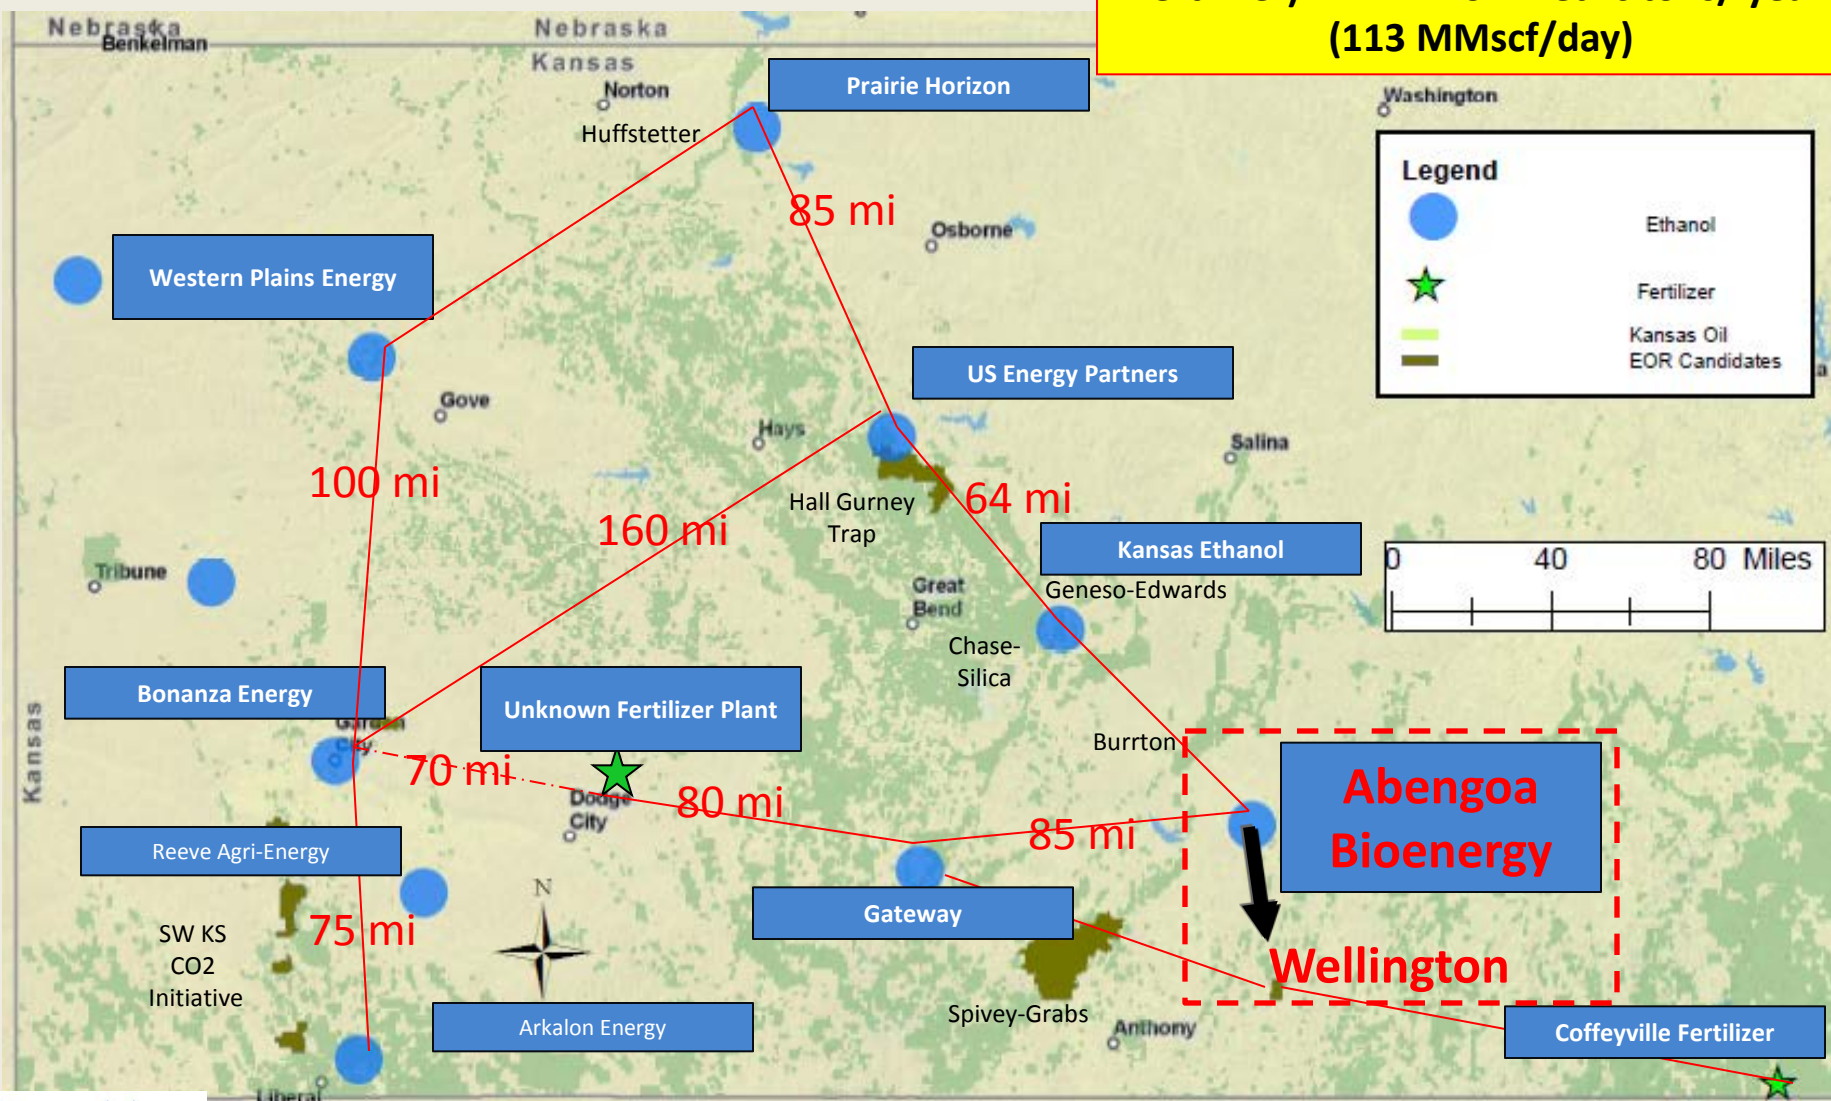 (113 MMscf/day)
Nebraska
Nebraska
Benkelman
Kansas
Prairie Horizon
Norton
Washington
Huffstetter
Legend
85 mi
Ethanol
Osborne
Western Plains Energy
Fertilizer
Kansas Oil
EOR Candidates
US Energy Partners
Gove
Hays
Salina
100 mi
Hall Gurney
Trap
64 mi
160 mi
Kansas Ethanol
0 40 80 Miles
Tribune
Great
Bend
Geneso-Edwards
Chase-
Silica
Bonanza Energy
Unknown Fertilizer Plant
Garden
City
Kansas
Burrton
70 mi
Dodge
City
80 mi
85 mi
Abengoa
Bioenergy
Reeve Agri-Energy
N
Gateway
75 mi
SW KS
CO2
Initiative
Wellington
Spivey-Grabs
Arkalon Energy
Anthony
Coffeyville Fertilizer
Liberal